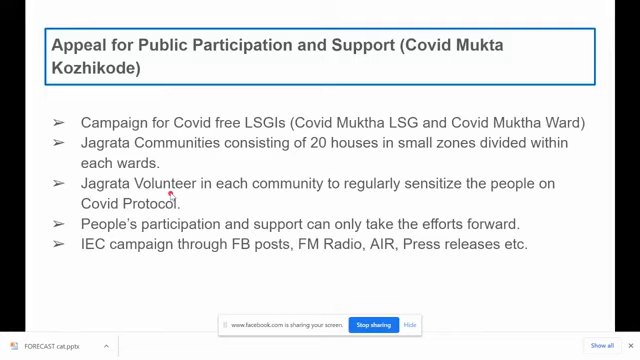 Appeal for Public Participation and Support (Covid Mukta
Kozhikode)
➢ Campaign for Covid free LSGIs (Covid Muktha LSG and Covid Muktha Ward)
➢ Jagrata Communities consisting of 20 houses in small zones divided within
each wards.
➢ Jagrata Volunteer in each community to regularly sensitize the people on
Covid Protocol.
➢ People's participation and support can only take the efforts forward.
➢ IEC campaign through FB posts, FM Radio, AIR, Press releases etc.
www.facebook.com is sharing your screen. Stop sharing Hide
FORECAST cat.pptx Show all